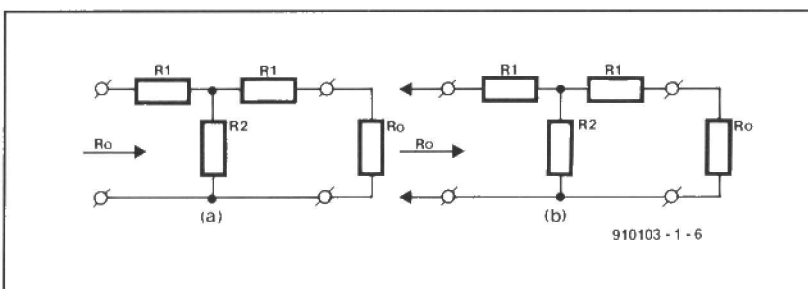 R1 R1 R1 R1
R2 R2
Ro Ro Ro Ro
(a) (b)
910103 - 1 - 6